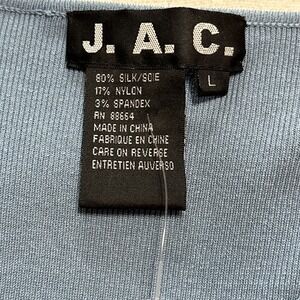 J. A. C.
L
80% SILK/SOIE
17% NYLON
3% SPANDEX
RN 88664
MADE IN CHINA
FABRIQUE EN CHINE
CARE ON REVERSE
ENTRETIEN AUVERSO